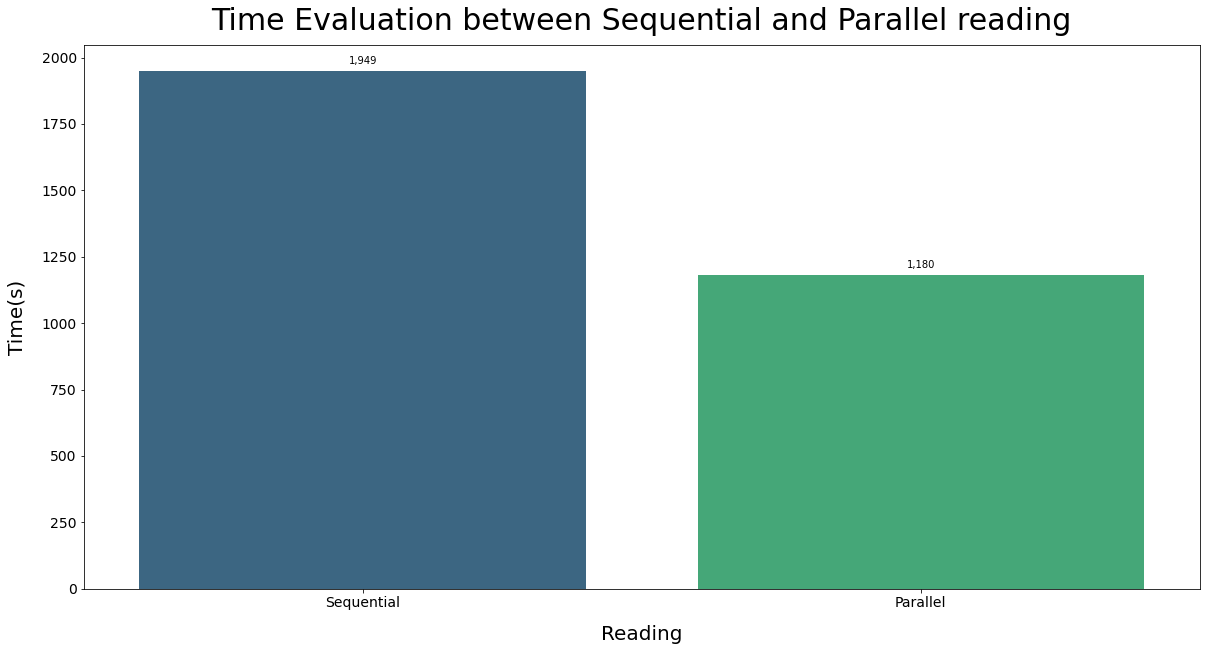 Time Evaluation between Sequential and Parallel reading
2000
1,949
1750
1500
1250
1,180
1000
750
500
250
0
Time(s)
Sequential
Parallel
Reading